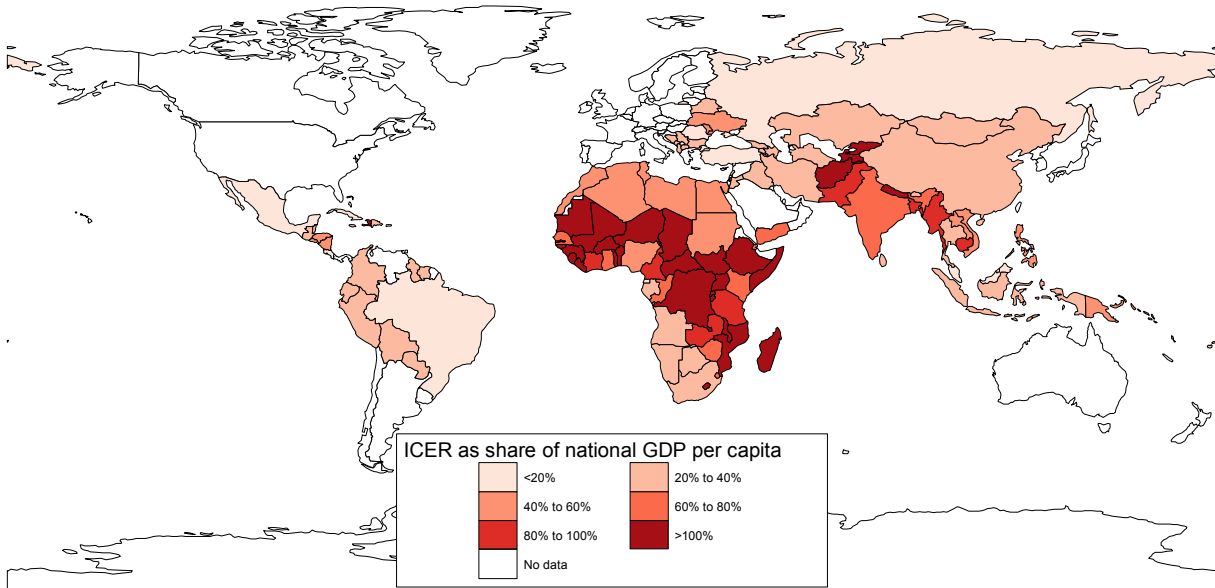 ICER as share of national GDP per capita
<20%
20% to 40%
40% to 60%
60% to 80%
80% to 100%
>100%
No data